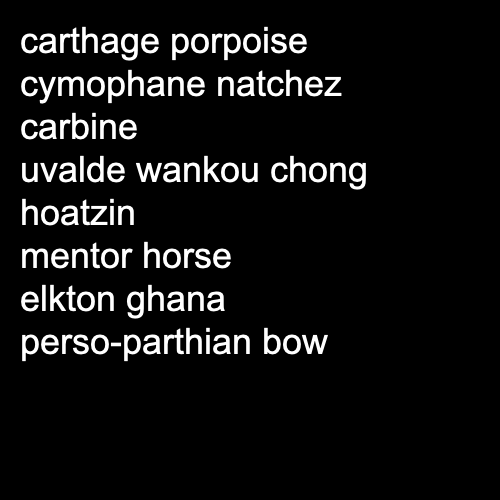 carthage porpoise
cymophane natchez
carbine
uvalde wankou chong
hoatzin
mentor horse
elkton ghana
perso-parthian bow